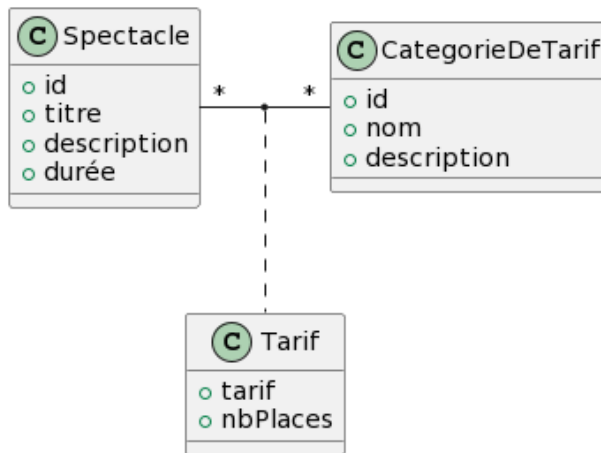 C Spectacle
id
titre
description
durée
* *
C CategorieDeTarif
id
nom
description
C Tarif
tarif
nbPlaces